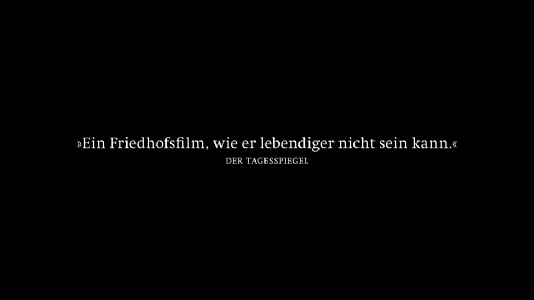 »Ein Friedhofsfilm, wie er lebendiger nicht sein kann.«
DER TAGESSPIEGEL